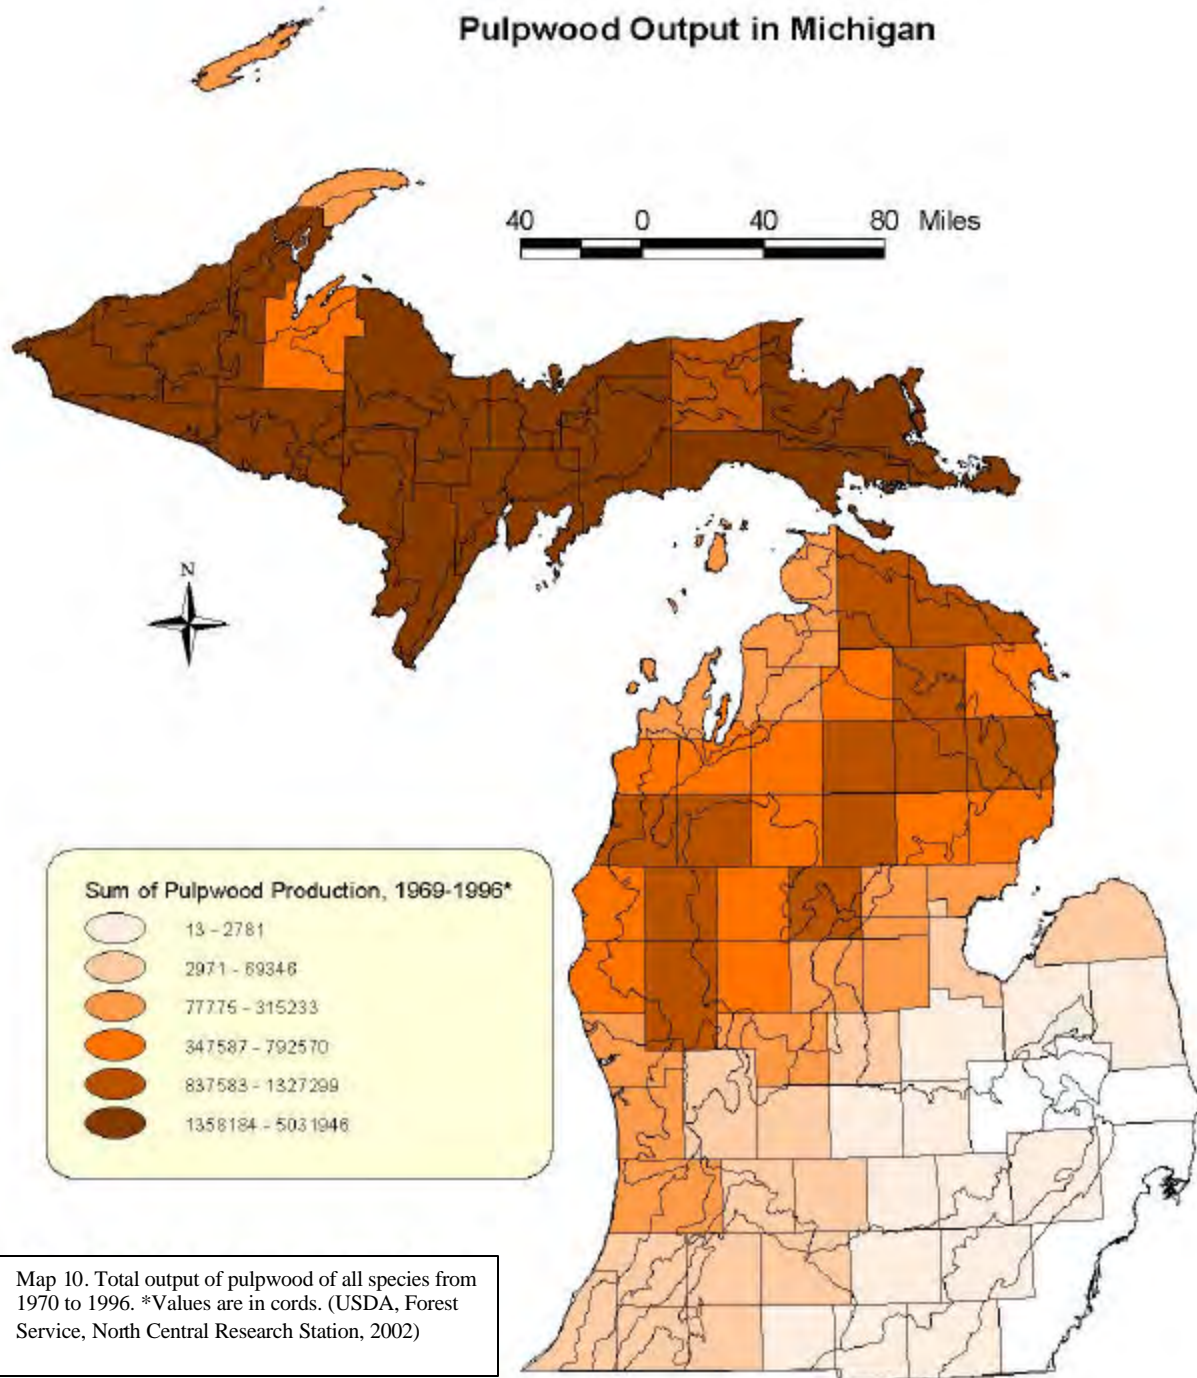 Pulpwood Output in Michigan
40 0 40 80 Miles
N
Sum of Pulpwood Production, 1969-1996*
13 - 2781
2971 - 69346
77775 - 315233
347587 - 792570
837583 - 1327299
1358184 - 5031946
Map 10. Total output of pulpwood of all species from
1970 to 1996. *Values are in cords. (USDA, Forest
Service, North Central Research Station, 2002)